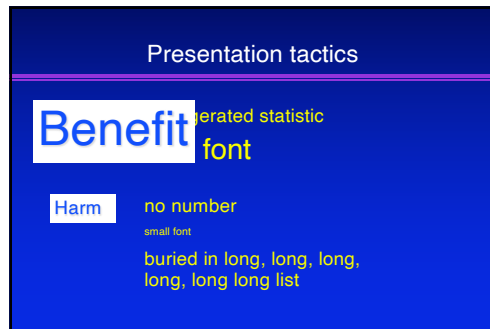 Presentation tactics
Benefit gerated statistic
font
Harm no number
small font
buried in long, long, long,
long, long long list